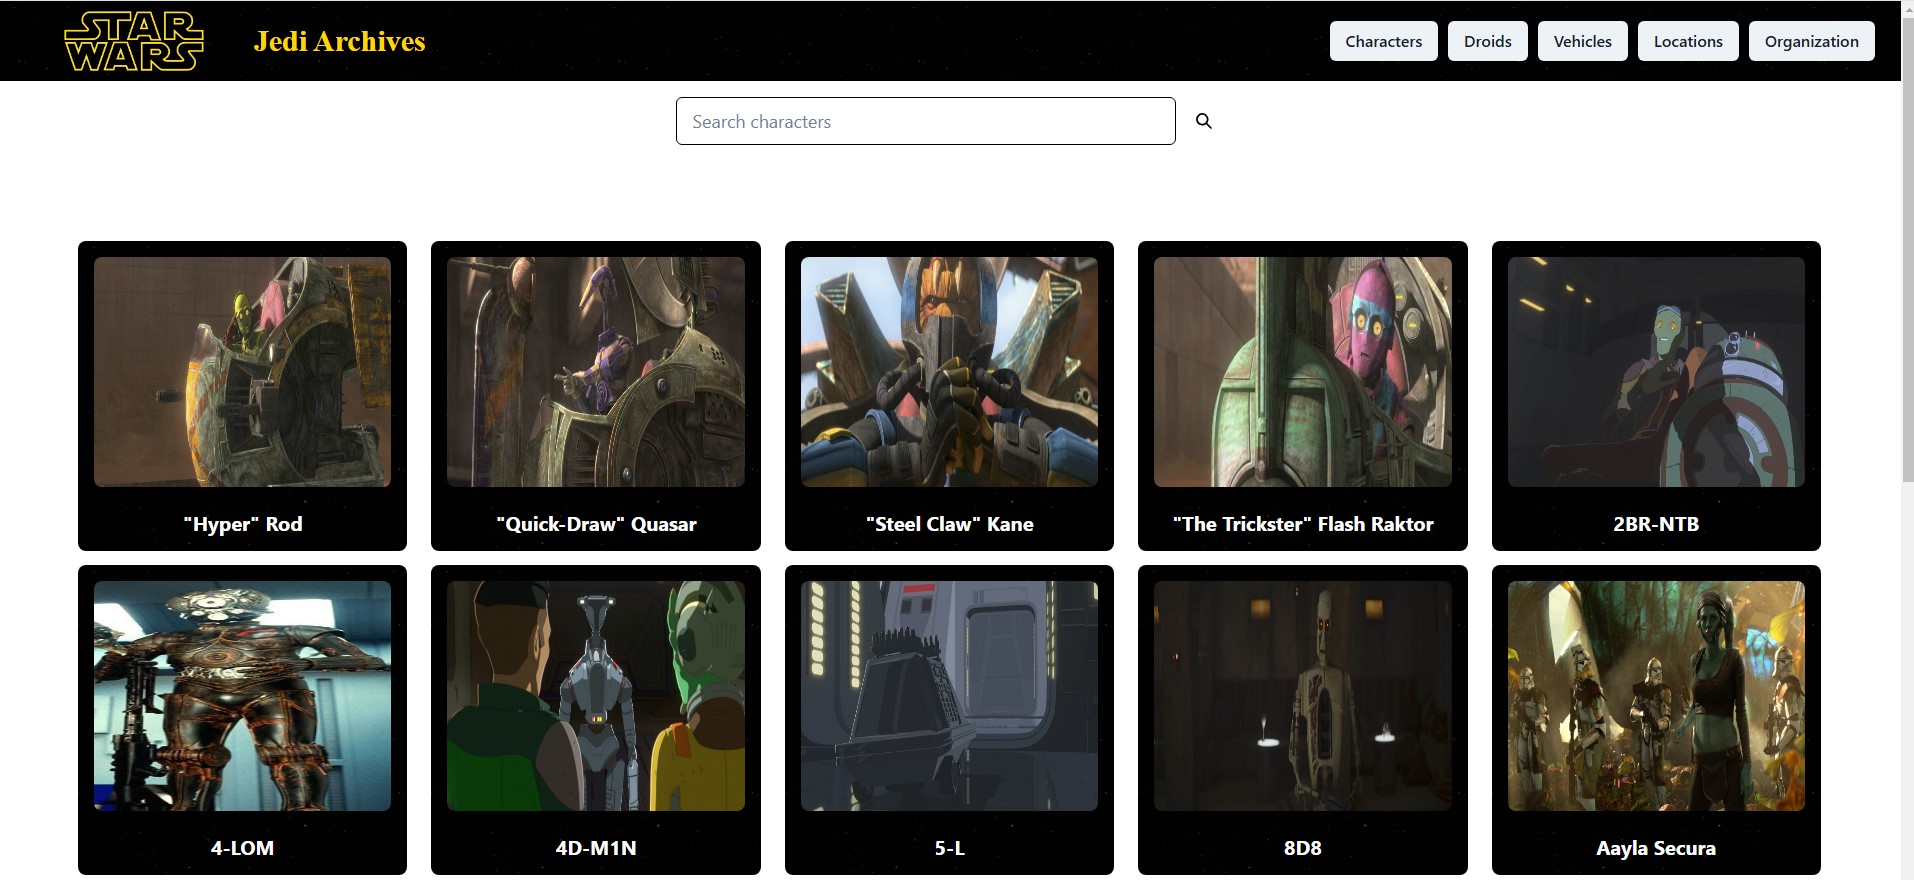 STAR
WARS
Jedi Archives
Characters
Droids
Vehicles
Locations
Organization
Search characters
"Hyper" Rod
"Quick-Draw" Quasar
"Steel Claw" Kane
"The Trickster" Flash Raktor
2BR-NTB
4-LOM
4D-M1N
5-L
8D8
Aayla Secura